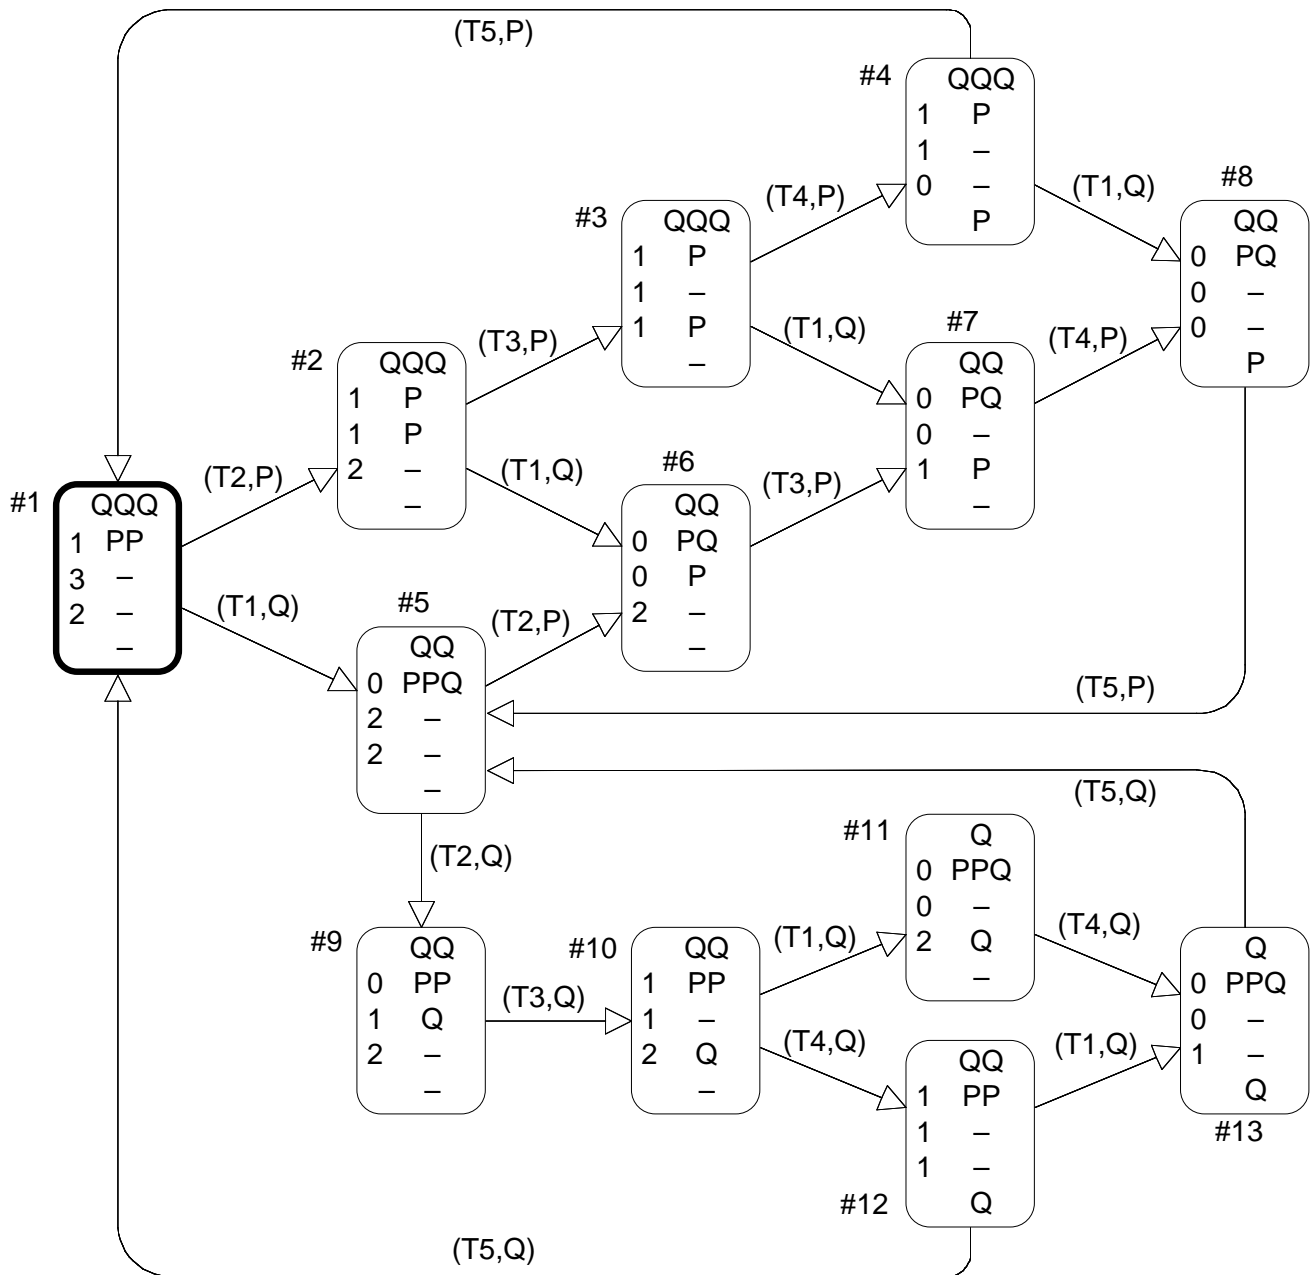 (T5,P)
#4
QQQ
1 P
1 –
0 –
P
(T1,Q)
#8
QQ
0 PQ
0 –
0 –
P
(T4,P)
#3
QQQ
1 P
1 –
1 P
–
(T1,Q)
#7
QQ
0 PQ
0 –
1 P
–
(T4,P)
(T3,P)
#2
QQQ
1 P
1 P
2 –
–
(T1,Q)
#6
QQ
0 PQ
0 P
2 –
–
(T3,P)
(T2,P)
#1
QQQ
1 PP
3 –
2 –
–
(T1,Q)
#5
QQ
0 PPQ
2 –
2 –
–
(T2,P)
(T5,P)
(T5,Q)
(T2,Q)
#9
QQ
0 PP
1 Q
2 –
–
(T3,Q)
#10
QQ
1 PP
1 –
2 Q
–
(T1,Q)
(T4,Q)
#11
Q
0 PPQ
0 –
2 Q
–
(T4,Q)
#12
QQ
1 PP
1 –
1 –
Q
(T1,Q)
Q
0 PPQ
0 –
1 –
Q
#13
(T5,Q)